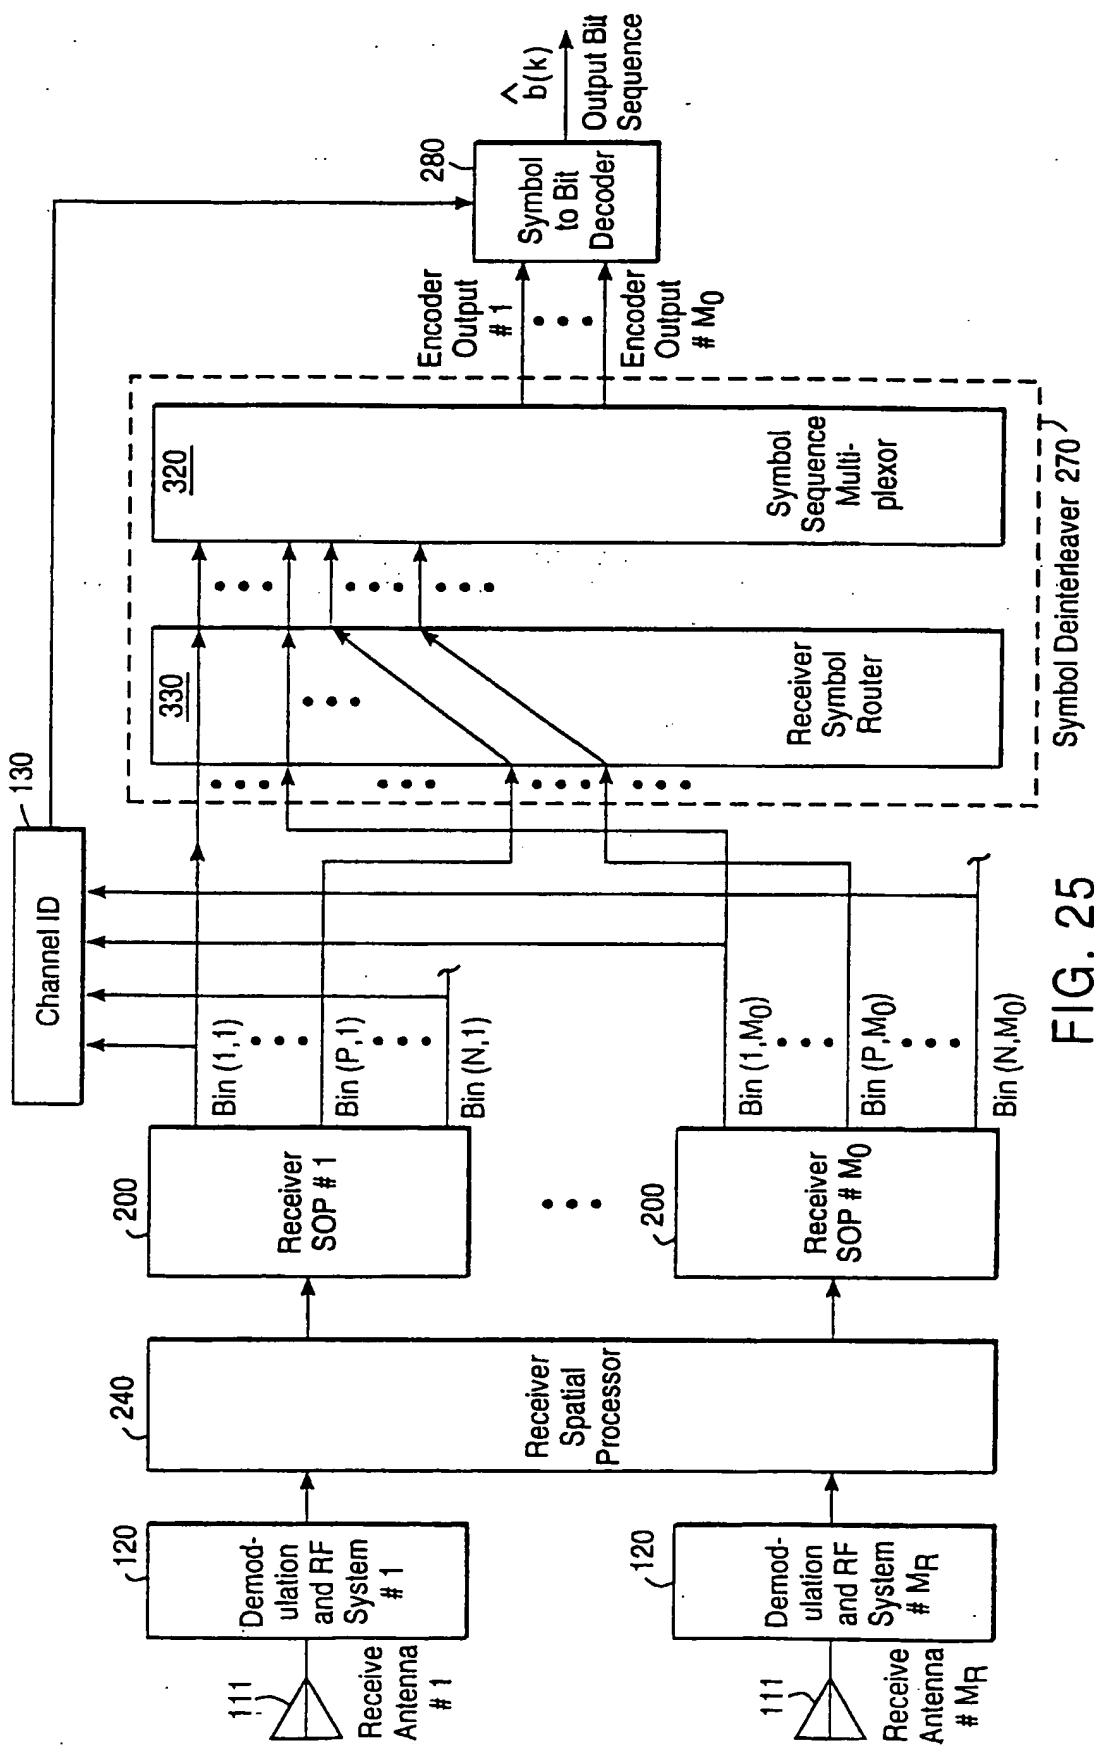 111
Receive
Antenna
# 1
120
Demod-
ulation
and RF
System
# 1
111
Receive
Antenna
# MR
120
Demod-
ulation
and RF
System
# MR
240
Receiver
Spatial
Processor
200
Receiver
SOP # 1
200
Receiver
SOP # M0
Bin (1,1)
Bin (P,1)
Bin (N,1)
Bin (1,M0)
Bin (P,M0)
Bin (N,M0)
Channel ID
130
330
Receiver
Symbol
Router
320
Symbol
Sequence
Multi-
plexor
Symbol Deinterleaver 270
Encoder
Output
# 1
Encoder
Output
# M0
280
Symbol
to Bit
Decoder
^
b(k)
Output Bit
Sequence
FIG. 25